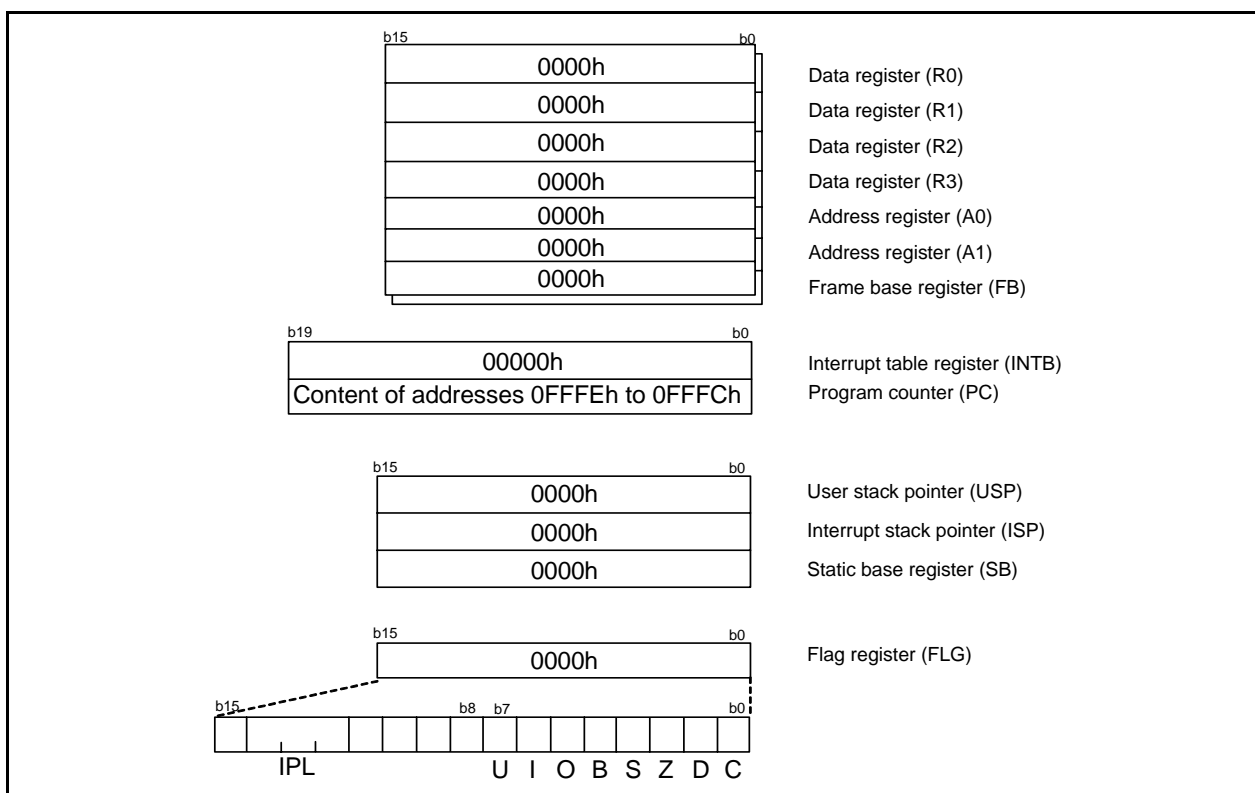 b15 b0
0000h Data register (R0)
0000h Data register (R1)
0000h Data register (R2)
0000h Data register (R3)
0000h Address register (A0)
0000h Address register (A1)
0000h Frame base register (FB)
b19 b0
00000h Interrupt table register (INTB)
Content of addresses 0FFFEh to 0FFFCh Program counter (PC)
b15 b0
0000h User stack pointer (USP)
0000h Interrupt stack pointer (ISP)
0000h Static base register (SB)
b15 b0
0000h Flag register (FLG)
b15 b8 b7 b0
IPL U I O B S Z D C